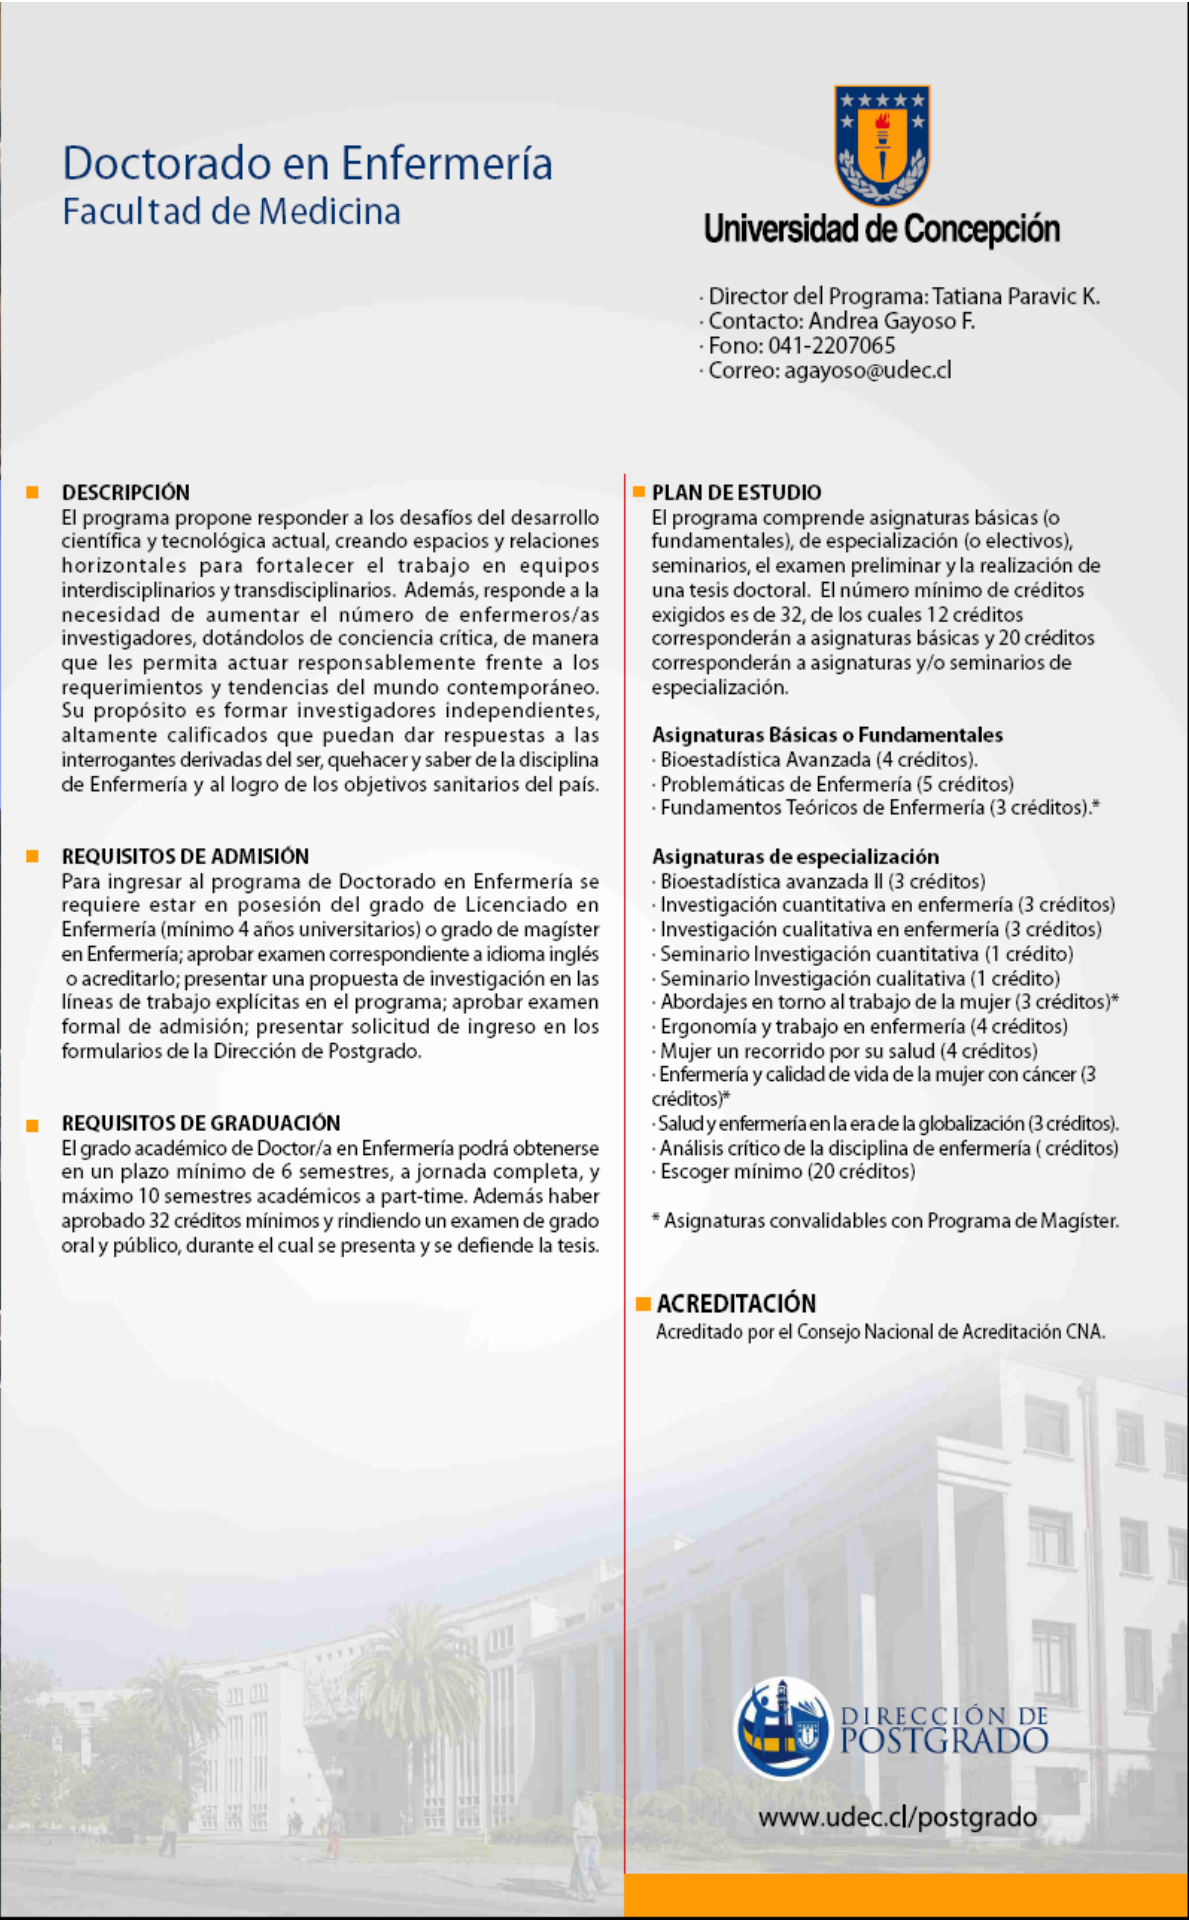 Doctorado en Enfermería
Facultad de Medicina
Universidad de Concepción
· Director del Programa: Tatiana Paravic K.
· Contacto: Andrea Gayoso F.
· Fono: 041-2207065
· Correo: agayoso@udec.cl
DESCRIPCIÓN
El programa propone responder a los desafíos del desarrollo
científica y tecnológica actual, creando espacios y relaciones
horizontales para fortalecer el trabajo en equipos
interdisciplinarios y transdisciplinarios. Además, responde a la
necesidad de aumentar el número de enfermeros/as
investigadores, dotándolos de conciencia crítica, de manera
que les permita actuar responsablemente frente a los
requerimientos y tendencias del mundo contemporáneo.
Su propósito es formar investigadores independientes,
altamente calificados que puedan dar respuestas a las
interrogantes derivadas del ser, quehacer y saber de la disciplina
de Enfermería y al logro de los objetivos sanitarios del país.
REQUISITOS DE ADMISIÓN
Para ingresar al programa de Doctorado en Enfermería se
requiere estar en posesión del grado de Licenciado en
Enfermería (mínimo 4 años universitarios) o grado de magíster
en Enfermería; aprobar examen correspondiente a idioma inglés
o acreditarlo; presentar una propuesta de investigación en las
líneas de trabajo explícitas en el programa; aprobar examen
formal de admisión; presentar solicitud de ingreso en los
formularios de la Dirección de Postgrado.
REQUISITOS DE GRADUACIÓN
El grado académico de Doctor/a en Enfermería podrá obtenerse
en un plazo mínimo de 6 semestres, a jornada completa, y
máximo 10 semestres académicos a part-time. Además haber
aprobado 32 créditos mínimos y rindiendo un examen de grado
oral y público, durante el cual se presenta y se defiende la tesis.
PLAN DE ESTUDIO
El programa comprende asignaturas básicas (o
fundamentales), de especialización (o electivos),
seminarios, el examen preliminar y la realización de
una tesis doctoral. El número mínimo de créditos
exigidos es de 32, de los cuales 12 créditos
corresponderán a asignaturas básicas y 20 créditos
corresponderán a asignaturas y/o seminarios de
especialización.
Asignaturas Básicas o Fundamentales
· Bioestadística Avanzada (4 créditos).
· Problemáticas de Enfermería (5 créditos)
· Fundamentos Teóricos de Enfermería (3 créditos).*
Asignaturas de especialización
· Bioestadística avanzada II (3 créditos)
· Investigación cuantitativa en enfermería (3 créditos)
· Investigación cualitativa en enfermería (3 créditos)
· Seminario Investigación cuantitativa (1 crédito)
· Seminario Investigación cualitativa (1 crédito)
· Abordajes en torno al trabajo de la mujer (3 créditos)*
· Ergonomía y trabajo en enfermería (4 créditos)
· Mujer un recorrido por su salud (4 créditos)
· Enfermería y calidad de vida de la mujer con cáncer (3
créditos)*
· Salud y enfermería en la era de la globalización (3 créditos).
· Análisis crítico de la disciplina de enfermería ( créditos)
· Escoger mínimo (20 créditos)
* Asignaturas convalidables con Programa de Magíster.
ACREDITACIÓN
Acreditado por el Consejo Nacional de Acreditación CNA.
DIRECCIÓN DE
POSTGRADO
www.udec.cl/postgrado